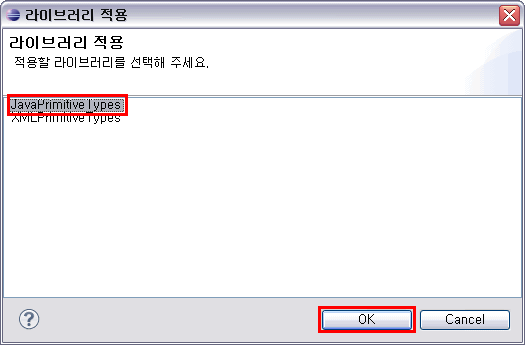 라이브러리 적용
라이브러리 적용
적용할 라이브러리를 선택해 주세요.
JavaPrimitiveTypes
XMLPrimitiveTypes
?
OK
Cancel